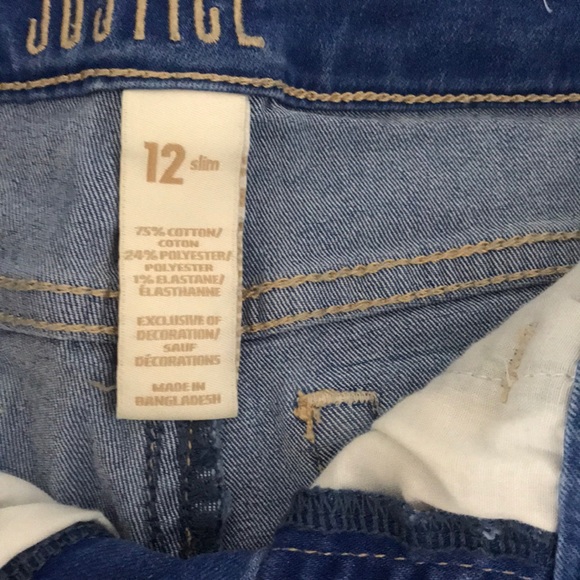 JUSTICE
12 slim
75% COTTON/
COTON
24% POLYESTER/
POLYESTER
1% ELASTANE/
ÉLASTHANNE
EXCLUSIVE OF
DECORATION/
SAUF
DÉCORATIONS
MADE IN
BANGLADESH